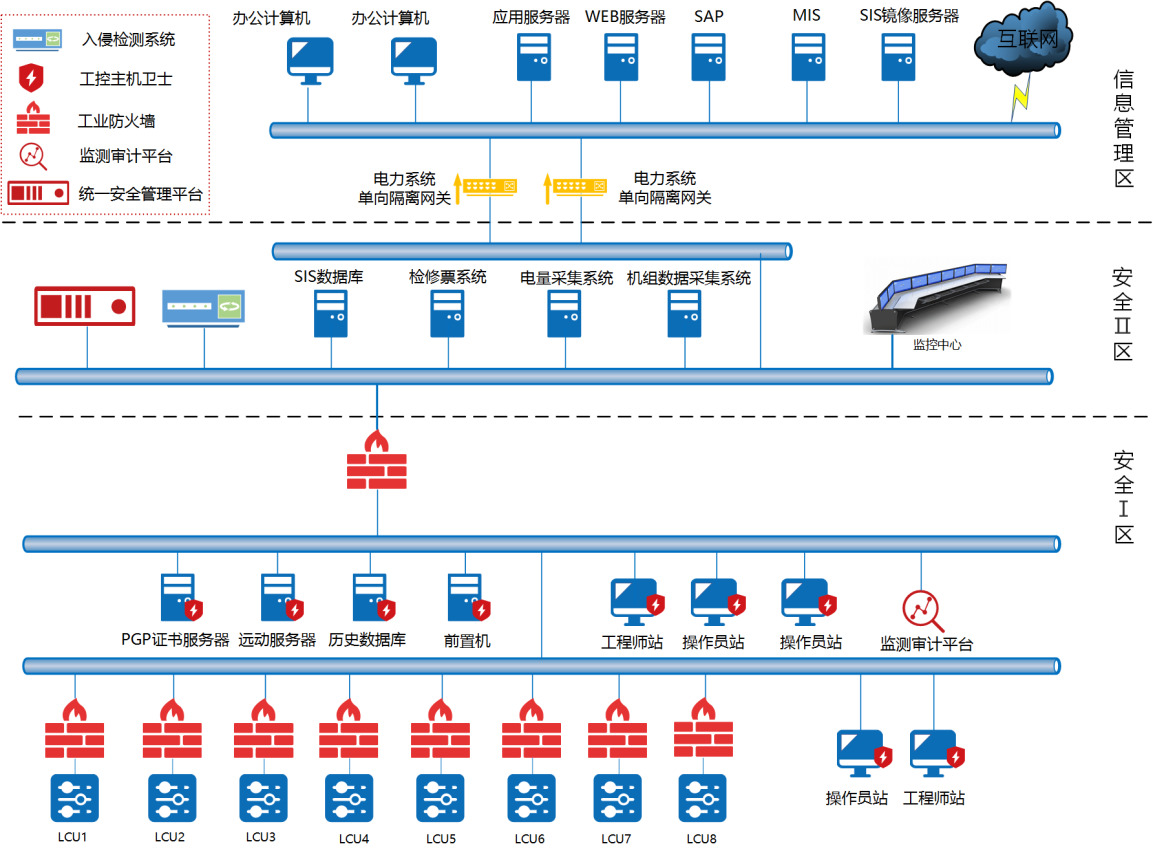 入侵检测系统
工控主机卫士
工业防火墙
监测审计平台
统一安全管理平台
办公计算机
办公计算机
应用服务器
WEB服务器
SAP
MIS
SIS镜像服务器
互联网
信息管理区
电力系统
单向隔离网关
电力系统
单向隔离网关
SIS数据库
检修票系统
电量采集系统
机组数据采集系统
监控中心
安全II区
安全I区
PGP证书服务器
远动服务器
历史数据库
前置机
工程师站
操作员站
操作员站
监测审计平台
操作员站
工程师站
LCU1
LCU2
LCU3
LCU4
LCU5
LCU6
LCU7
LCU8